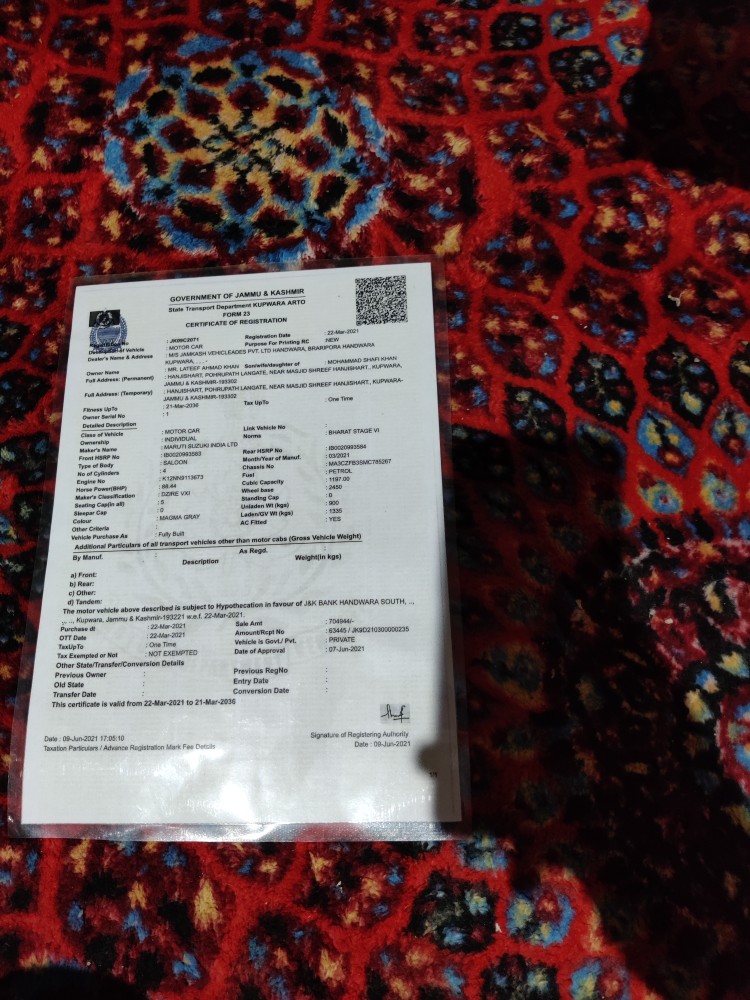 GOVERNMENT OF JAMMU & KASHMIR
State Transport Department KUPWARA ARTO
FORM 23
CERTIFICATE OF REGISTRATION
Registration No : JK09C2071 Registration Date : 22-Mar-2021
Description of Vehicle : MOTOR CAR Purpose For Printing RC : NEW
Dealer's Name & Address : M/S JAMKASH VEHICLEADES PVT. LTD HANDWARA, BRARIPORA HANDWARA
KUPWARA, ..., -
Owner Name : MR. LATEEF AHMAD KHAN Son/wife/daughter of : MOHAMMAD SHAFI KHAN
Full Address: (Permanent) : HANJISHART, POHRUPATH LANGATE, NEAR MASJID SHREEF HANJISHART., KUPWARA,
JAMMU & KASHMIR-193302
Full Address: (Temporary) : HANJISHART, POHRUPATH LANGATE, NEAR MASJID SHREEF HANJISHART., KUPWARA-
JAMMU & KASHMIR-193302
Fitness UpTo : 21-Mar-2036 Tax UpTo : One Time
Owner Serial No : 1
Detailed Description
Class of Vehicle : MOTOR CAR Link Vehicle No :
Ownership : INDIVIDUAL Norms : BHARAT STAGE VI
Maker's Name : MARUTI SUZUKI INDIA LTD
Front HSRP No : IB0020993583 Rear HSRP No : IB0020993584
Type of Body : SALOON Month/Year of Manuf. : 03/2021
No of Cylinders : 4 Chassis No : MA3CZFB3SMC785267
Engine No : K12NN9113673 Fuel : PETROL
Horse Power(BHP) : 88.44 Cubic Capacity : 1197.00
Maker's Classification : DZIRE VXI Wheel base : 2450
Seating Cap(in all) : 5 Standing Cap : 0
Sleepar Cap : 0 Unladen Wt (kgs) : 900
Colour : MAGMA GRAY Laden/GV Wt (kgs) : 1335
Other Criteria : AC Fitted : YES
Vehicle Purchase As : Fully Built
Additional Particulars of all transport vehicles other than motor cabs (Gross Vehicle Weight)
By Manuf. : As Regd.
Description Weight(in kgs)
a) Front:
b) Rear:
c) Other:
d) Tandem:
The motor vehicle above described is subject to Hypothecation in favour of J&K BANK HANDWARA SOUTH, ..,
.., .., Kupwara, Jammu & Kashmir-193221 w.e.f. 22-Mar-2021.
Purchase dt : 22-Mar-2021 Sale Amt : 704944/-
OTT Date : 22-Mar-2021 Amount/Rcpt No : 63445 / JK9D210300000235
TaxUpTo : One Time Vehicle is Govt./ Pvt. : PRIVATE
Tax Exempted or Not : NOT EXEMPTED Date of Approval : 07-Jun-2021
Other State/Transfer/Conversion Details
Previous Owner : Previous RegNo :
Old State : Entry Date :
Transfer Date : Conversion Date :
This certificate is valid from 22-Mar-2021 to 21-Mar-2036
Signature of Registering Authority
Date : 09-Jun-2021 17:05:10
Date : 09-Jun-2021
Taxation Particulars / Advance Registration Mark Fee Details
1/1